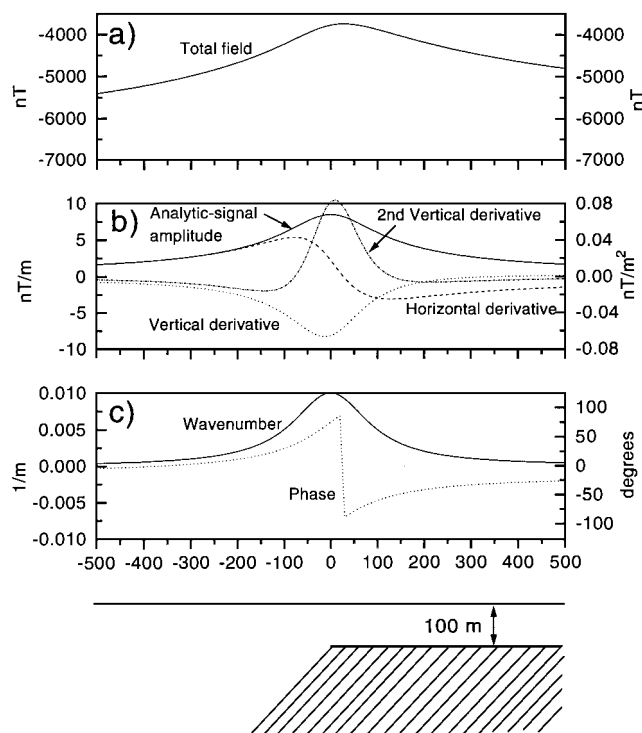 a)
Total field
-4000
-5000
-6000
-7000
nT
-4000
-5000
-6000
-7000
nT
b)
Analytic-signal
amplitude
2nd Vertical derivative
Vertical derivative
Horizontal derivative
10
5
0
-5
-10
nT/m
0.08
0.04
0.00
-0.04
-0.08
nT/m²
c)
Wavenumber
Phase
0.010
0.005
0.000
-0.005
-0.010
1/m
100
50
0
-50
-100
degrees
-500 -400 -300 -200 -100 0 100 200 300 400 500
100 m